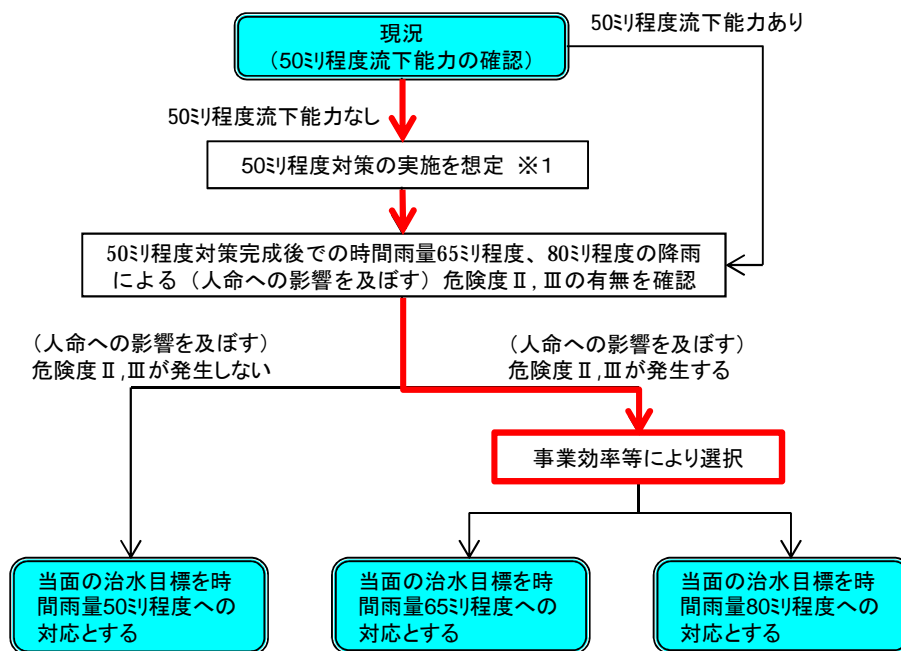 現況
(50ミリ程度流下能力の確認)
50ミリ程度流下能力あり
50ミリ程度流下能力なし
50ミリ程度対策の実施を想定 ※1
50ミリ程度対策完成後での時間雨量65ミリ程度、80ミリ程度の降雨
による(人命への影響を及ぼす)危険度Ⅱ,Ⅲの有無を確認
(人命への影響を及ぼす)
危険度Ⅱ,Ⅲが発生しない
(人命への影響を及ぼす)
危険度Ⅱ,Ⅲが発生する
事業効率等により選択
当面の治水目標を時
間雨量50ミリ程度への
対応とする
当面の治水目標を時
間雨量65ミリ程度への
対応とする
当面の治水目標を時
間雨量80ミリ程度への
対応とする